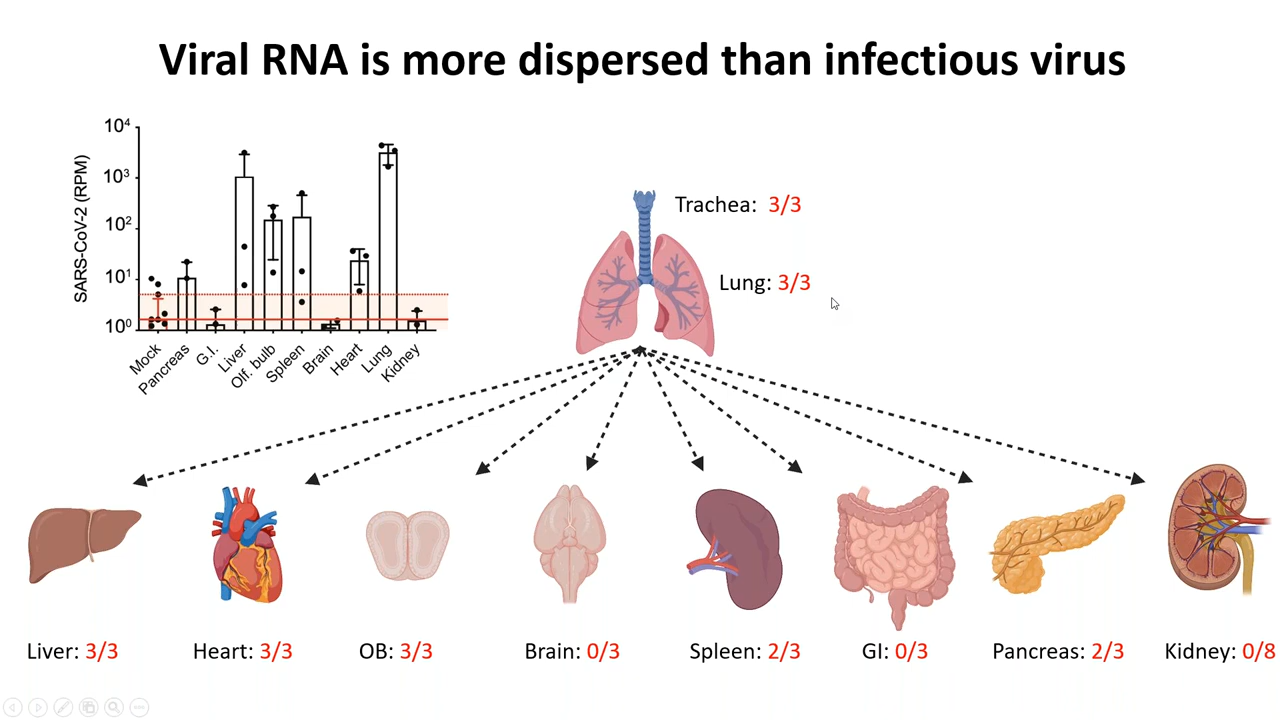 Viral RNA is more dispersed than infectious virus
SARS-CoV-2 (RPM)
10⁴
10³
10²
10¹
10⁰
Mock
Pancreas
G.I.
Liver
Olf. bulb
Spleen
Brain
Heart
Lung
Kidney
Trachea: 3/3
Lung: 3/3
Liver: 3/3
Heart: 3/3
OB: 3/3
Brain: 0/3
Spleen: 2/3
GI: 0/3
Pancreas: 2/3
Kidney: 0/8